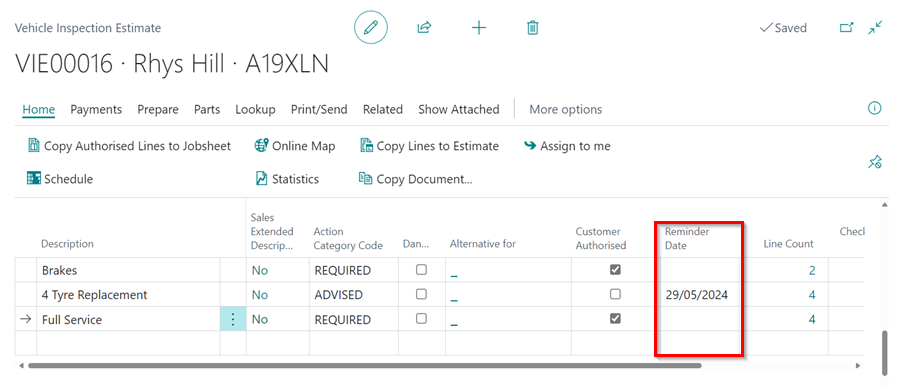 Vehicle Inspection Estimate
Saved
VIE00016 · Rhys Hill · A19XLN
Home Payments Prepare Parts Lookup Print/Send Related Show Attached More options
Copy Authorised Lines to Jobsheet Online Map Copy Lines to Estimate Assign to me
Schedule Statistics Copy Document...
Description Sales Extended Descrip... Action Category Code Dan... Alternative for Customer Authorised Reminder Date Line Count Check
Brakes No REQUIRED _ 2
4 Tyre Replacement No ADVISED _ 29/05/2024 4
Full Service No REQUIRED _ 4